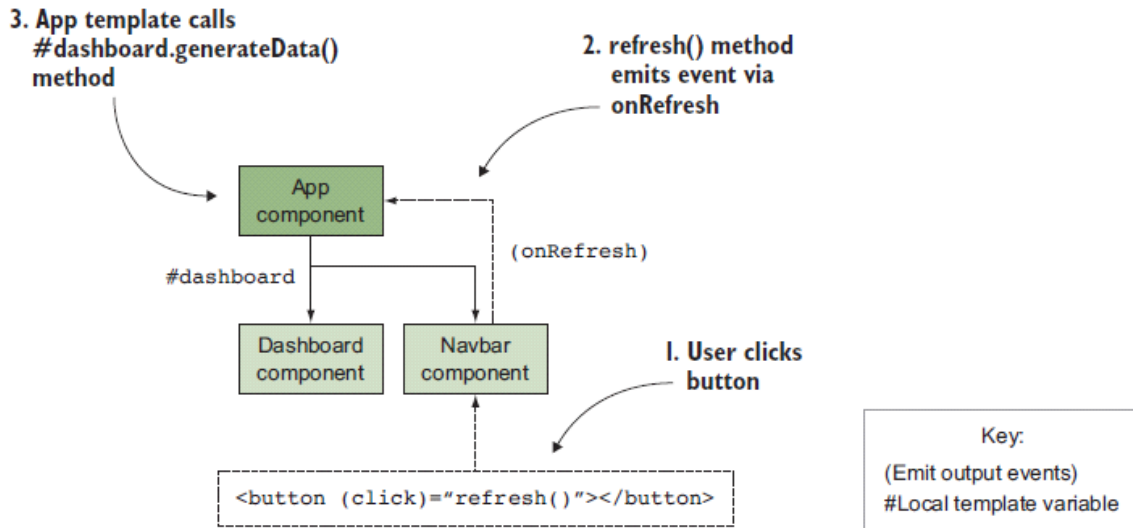 3. App template calls
#dashboard.generateData()
method
2. refresh() method
emits event via
onRefresh
App
component
(onRefresh)
#dashboard
Dashboard
component
Navbar
component
1. User clicks
button
<button (click)="refresh()"></button>
Key:
(Emit output events)
#Local template variable